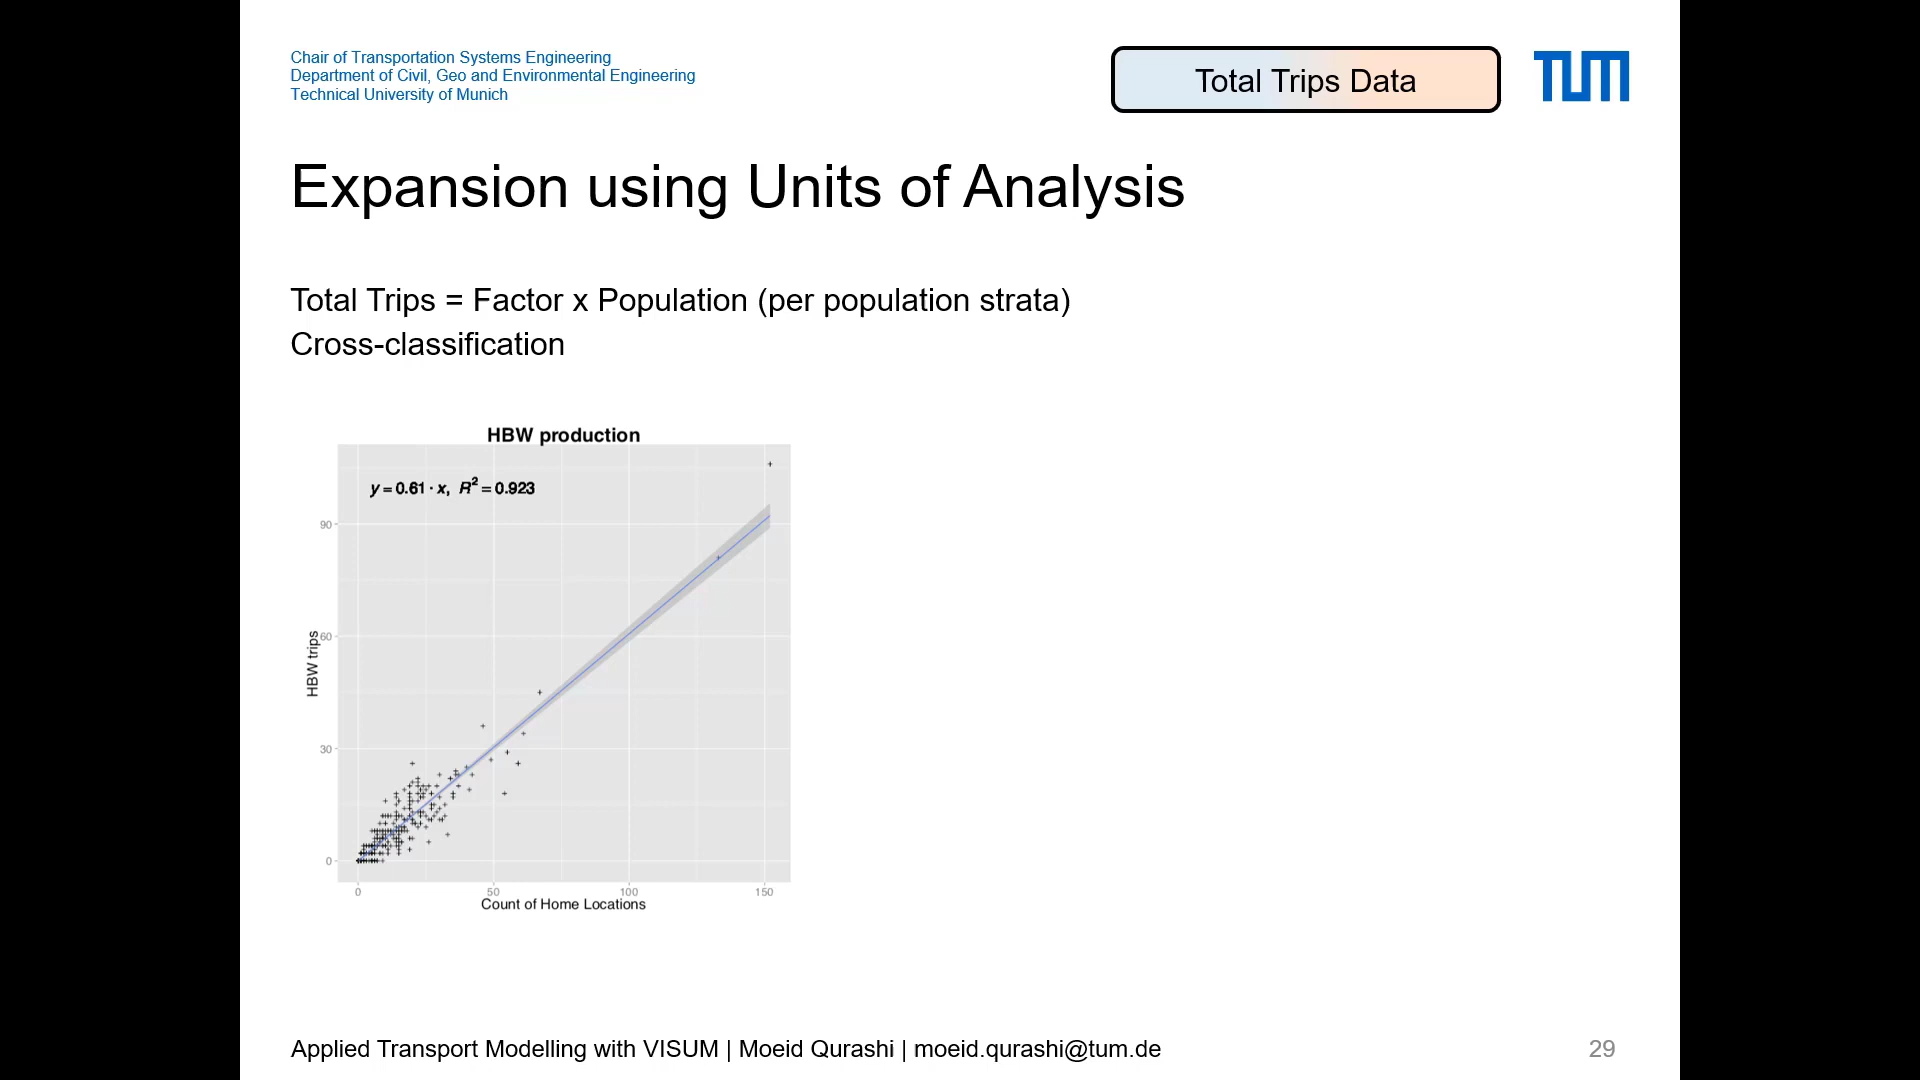 Chair of Transportation Systems Engineering
Department of Civil, Geo and Environmental Engineering
Technical University of Munich
Total Trips Data
TUM
Expansion using Units of Analysis
Total Trips = Factor x Population (per population strata)
Cross-classification
HBW production
y = 0.61 · x, R² = 0.923
90
60
30
0
HBW trips
0 50 100 150
Count of Home Locations
Applied Transport Modelling with VISUM | Moeid Qurashi | moeid.qurashi@tum.de
29